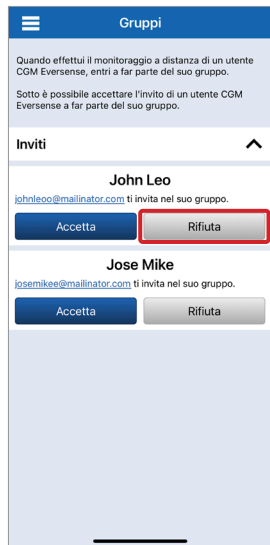 Gruppi
Quando effettui il monitoraggio a distanza di un utente
CGM Eversense, entri a far parte del suo gruppo.
Sotto è possibile accettare l'invito di un utente CGM
Eversense a far parte del suo gruppo.
Inviti
John Leo
johnleoo@mailinator.com ti invita nel suo gruppo.
Accetta Rifiuta
Jose Mike
josemikee@mailinator.com ti invita nel suo gruppo.
Accetta Rifiuta